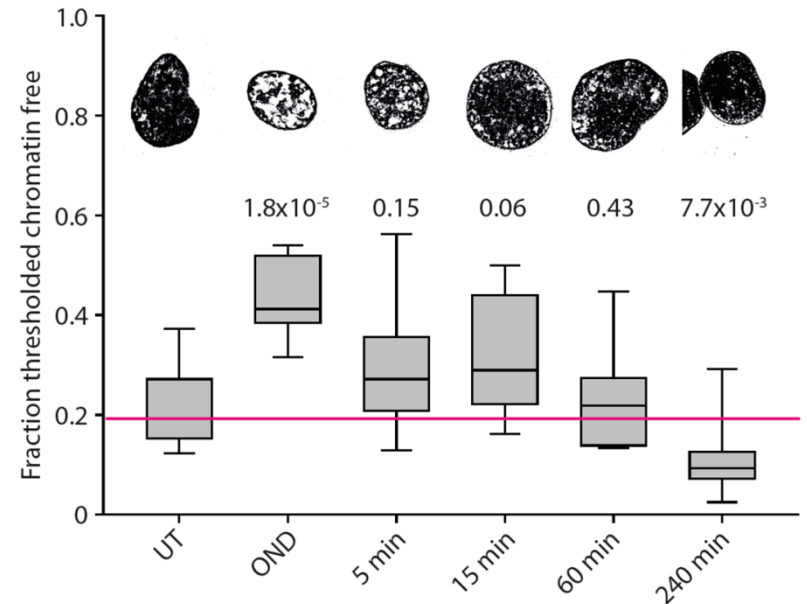 Fraction thresholded chromatin free
1.0
0.8
0.6
0.4
0.2
0
1.8x10⁻⁵
0.15
0.06
0.43
7.7x10⁻³
UT
OND
5 min
15 min
60 min
240 min